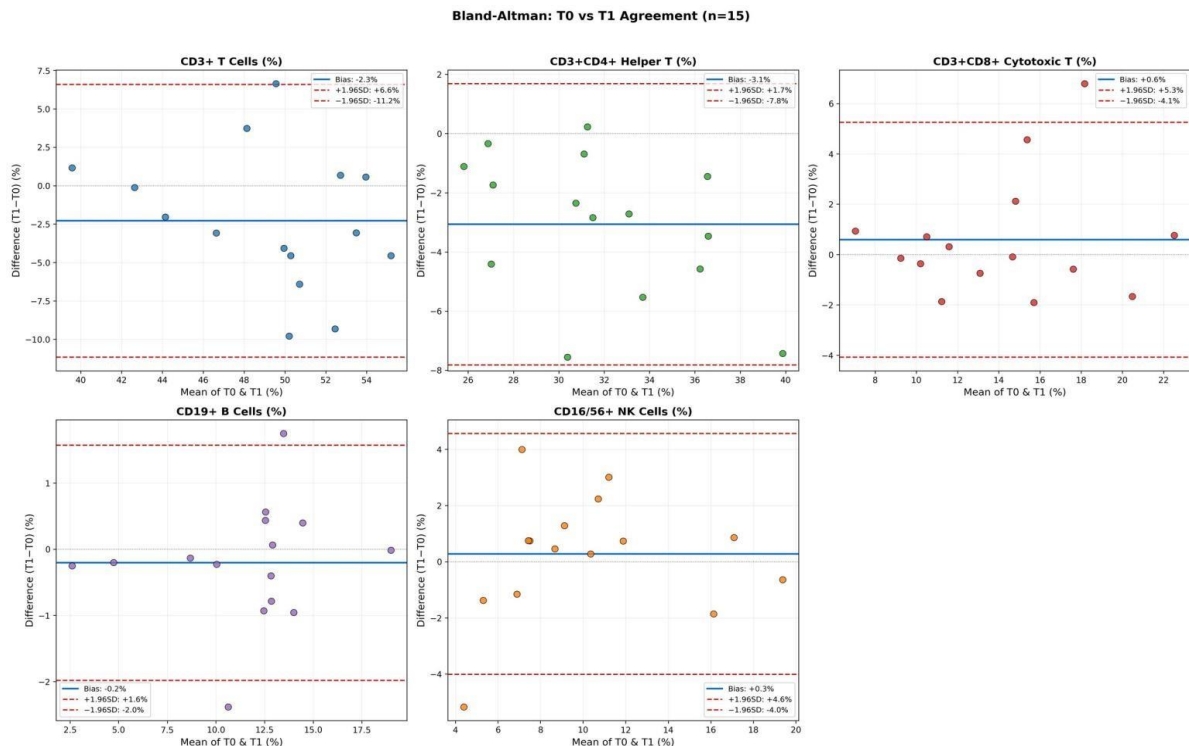 Bland-Altman: T0 vs T1 Agreement (n=15)
CD3+ T Cells (%)
Bias: -2.3%
+1.96SD: +6.6%
−1.96SD: -11.2%
Difference (T1−T0) (%)
7.5
5.0
2.5
0.0
−2.5
−5.0
−7.5
−10.0
40 42 44 46 48 50 52 54
Mean of T0 & T1 (%)
CD3+CD4+ Helper T (%)
Bias: -3.1%
+1.96SD: +1.7%
−1.96SD: -7.8%
Difference (T1−T0) (%)
2
0
−2
−4
−6
−8
26 28 30 32 34 36 38 40
Mean of T0 & T1 (%)
CD3+CD8+ Cytotoxic T (%)
Bias: +0.6%
+1.96SD: +5.3%
−1.96SD: -4.1%
Difference (T1−T0) (%)
6
4
2
0
−2
−4
8 10 12 14 16 18 20 22
Mean of T0 & T1 (%)
CD19+ B Cells (%)
Difference (T1−T0) (%)
1
0
−1
−2
Bias: -0.2%
+1.96SD: +1.6%
−1.96SD: -2.0%
2.5 5.0 7.5 10.0 12.5 15.0 17.5
Mean of T0 & T1 (%)
CD16/56+ NK Cells (%)
Difference (T1−T0) (%)
4
2
0
−2
−4
Bias: +0.3%
+1.96SD: +4.6%
−1.96SD: -4.0%
4 6 8 10 12 14 16 18 20
Mean of T0 & T1 (%)